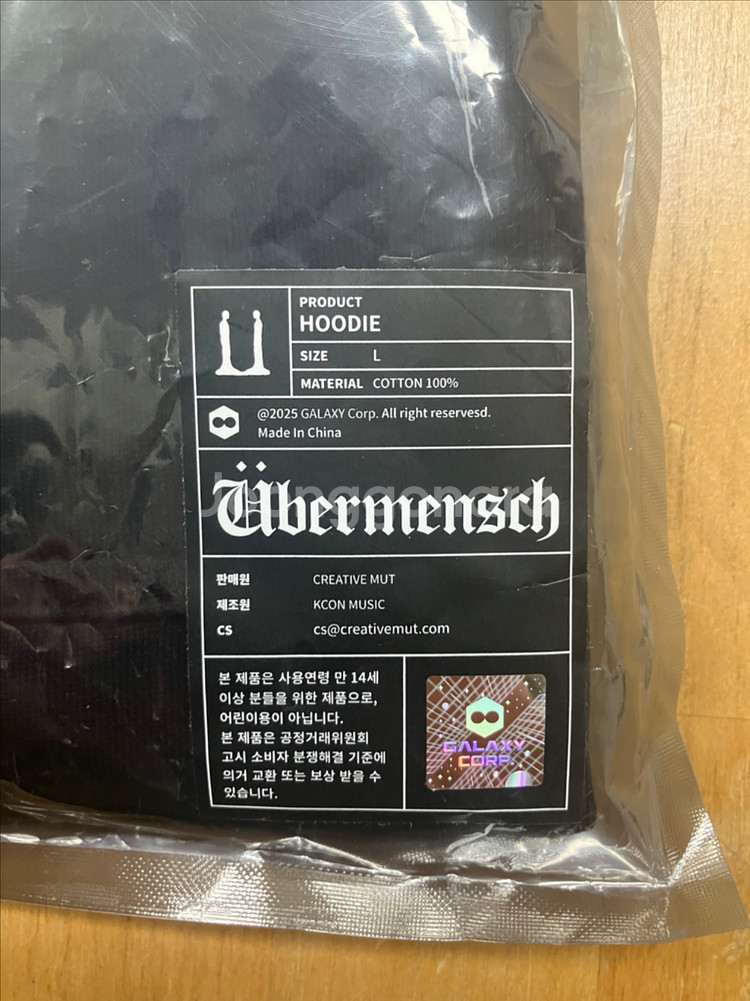 PRODUCT
HOODIE
SIZE L
MATERIAL COTTON 100%
@2025 GALAXY Corp. All right reservesd.
Made In China
Übermensch
판매원 CREATIVE MUT
제조원 KCON MUSIC
CS cs@creativemut.com
본 제품은 사용연령 만 14세
이상 분들을 위한 제품으로,
어린이용이 아닙니다.
본 제품은 공정거래위원회
고시 소비자 분쟁해결 기준에
의거 교환 또는 보상 받을 수
있습니다.
GALAXY
CORP.